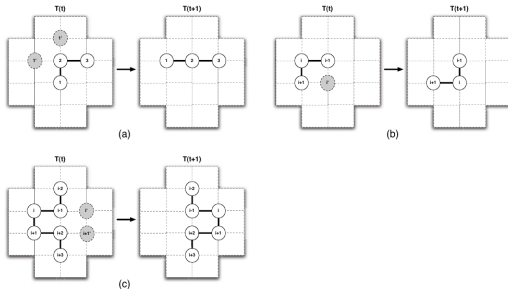 T(t) T(t+1) T(t) T(t+1)
1'
2 3 1 2 3 i i-1 i-1
1 i+1 i' i+1 i
(a) (b)
T(t) T(t+1)
i-2 i-2
i i-1 i' i-1 i
i+1 i+2 i+1' i+2 i+1
i+3 i+3
(c)